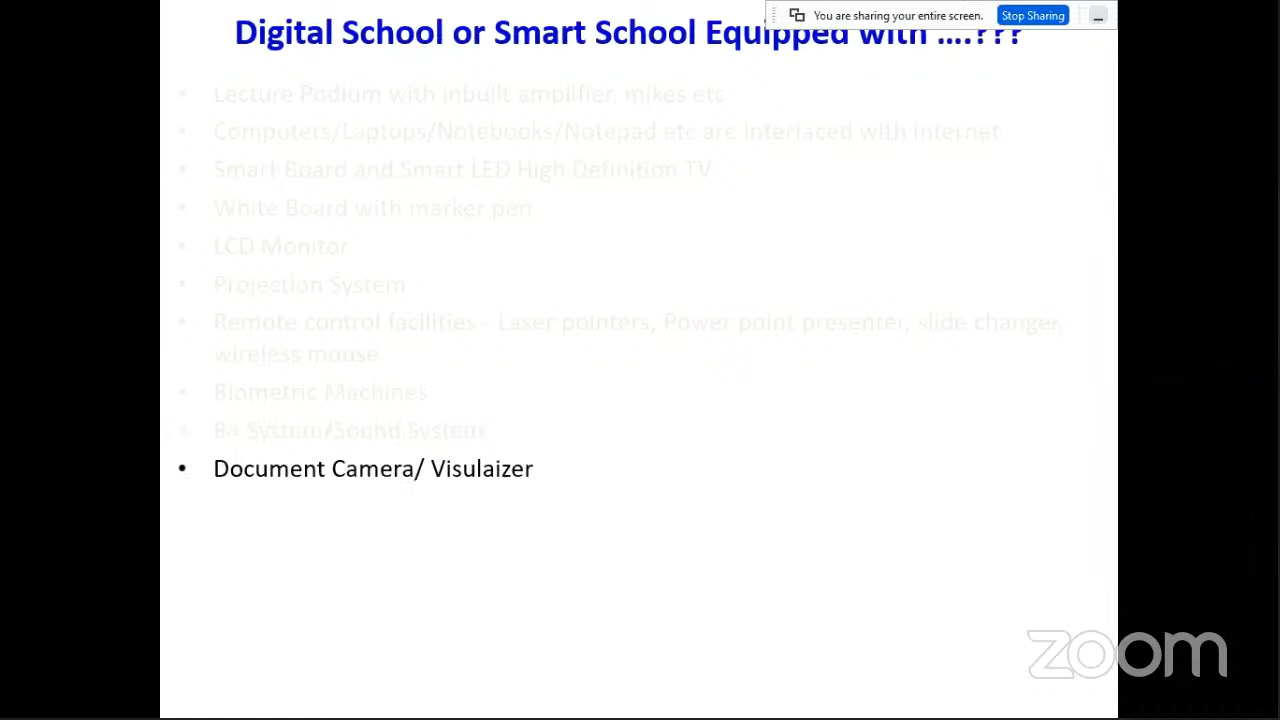 You are sharing your entire screen. Stop Sharing
Digital School or Smart School Equipped with ....???
• Lecture Podium with inbuilt amplifier, mikes etc
• Computers/Laptops/Notebooks/Notepad etc are Interfaced with internet
• Smart Board and Smart LED High Definition TV
• White Board with marker pen
• LCD Monitor
• Projection System
• Remote control facilities - Laser pointers, Power point presenter, slide changer,
wireless mouse
• Biometric Machines
• System/Sound System
• Document Camera/ Visulaizer
zoom